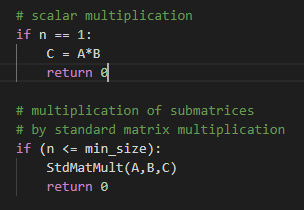 # scalar multiplication
if n == 1:
    C = A*B
    return 0
# multiplication of submatrices
# by standard matrix multiplication
if (n <= min_size):
    StdMatMult(A,B,C)
    return 0